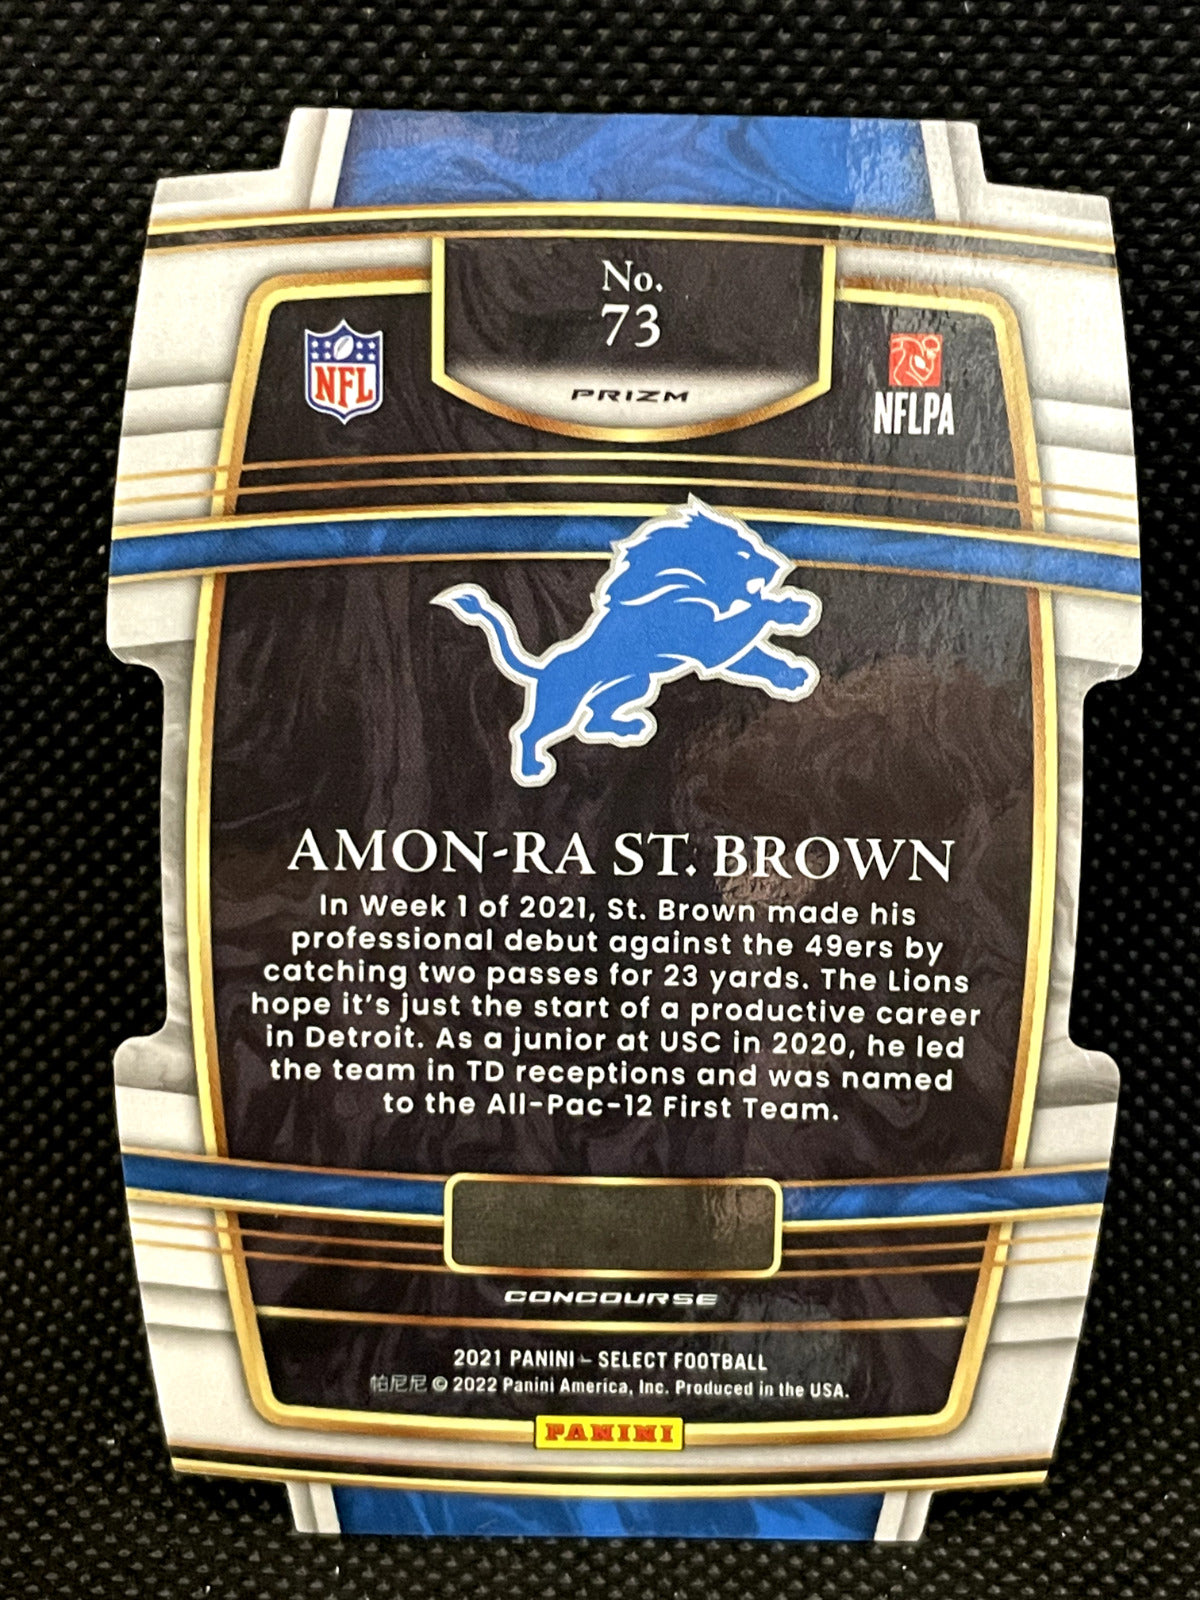 No.
73
PRIZM
NFL
NFLPA
AMON-RA ST. BROWN
In Week 1 of 2021, St. Brown made his
professional debut against the 49ers by
catching two passes for 23 yards. The Lions
hope it's just the start of a productive career
in Detroit. As a junior at USC in 2020, he led
the team in TD receptions and was named
to the All-Pac-12 First Team.
CONCOURSE
2021 PANINI – SELECT FOOTBALL
帕尼尼 © 2022 Panini America, Inc. Produced in the USA.
PANINI